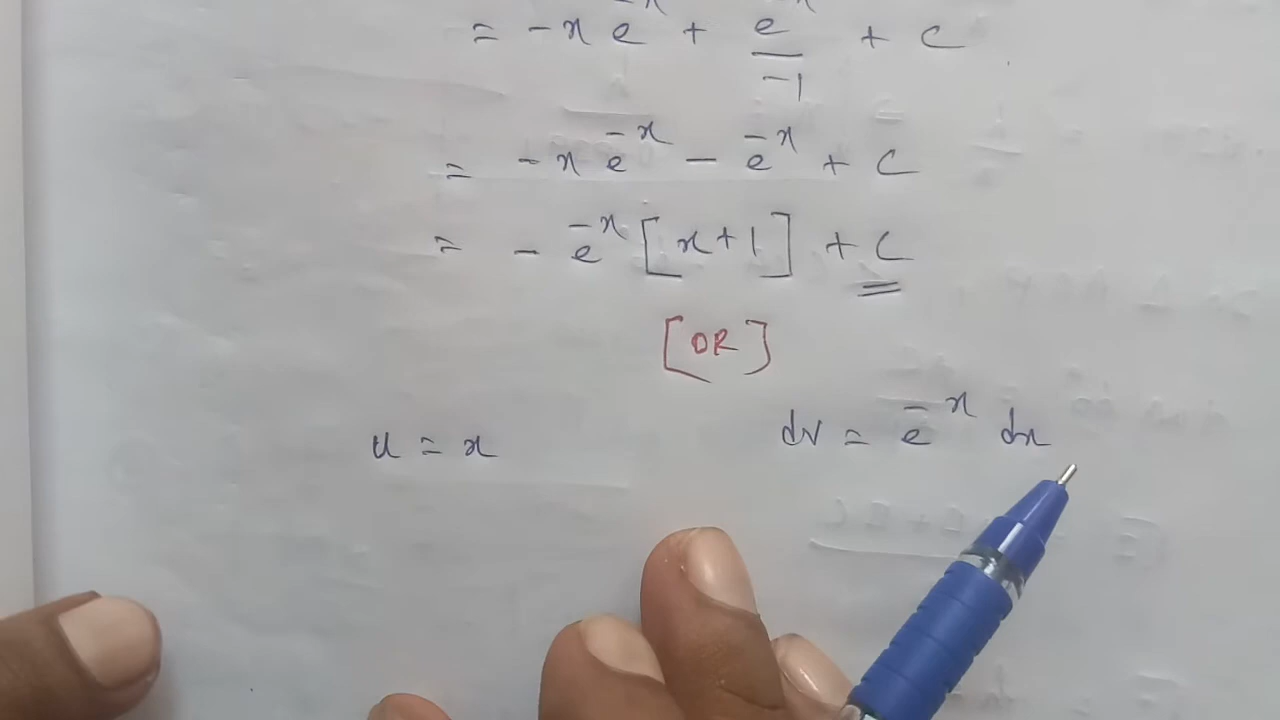 = -x e^-x + e^-x/-1 + c
= -x e^-x - e^-x + c
= - e^-x [x+1] + c
[OR]
u = x dv = e^-x dx